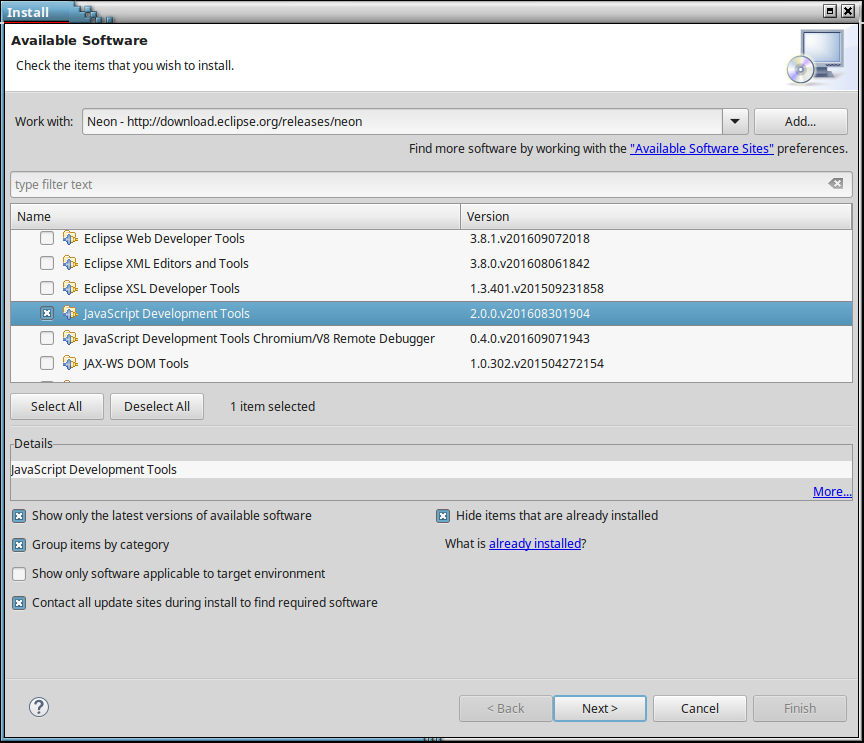 Install
Available Software
Check the items that you wish to install.
Work with: Neon - http://download.eclipse.org/releases/neon Add...
Find more software by working with the "Available Software Sites" preferences.
type filter text
Name Version
Eclipse Web Developer Tools 3.8.1.v201609072018
Eclipse XML Editors and Tools 3.8.0.v201608061842
Eclipse XSL Developer Tools 1.3.401.v201509231858
JavaScript Development Tools 2.0.0.v201608301904
JavaScript Development Tools Chromium/V8 Remote Debugger 0.4.0.v201609071943
JAX-WS DOM Tools 1.0.302.v201504272154
Select All Deselect All 1 item selected
Details
JavaScript Development Tools
More...
Show only the latest versions of available software Hide items that are already installed
Group items by category What is already installed?
Show only software applicable to target environment
Contact all update sites during install to find required software
? < Back Next > Cancel Finish